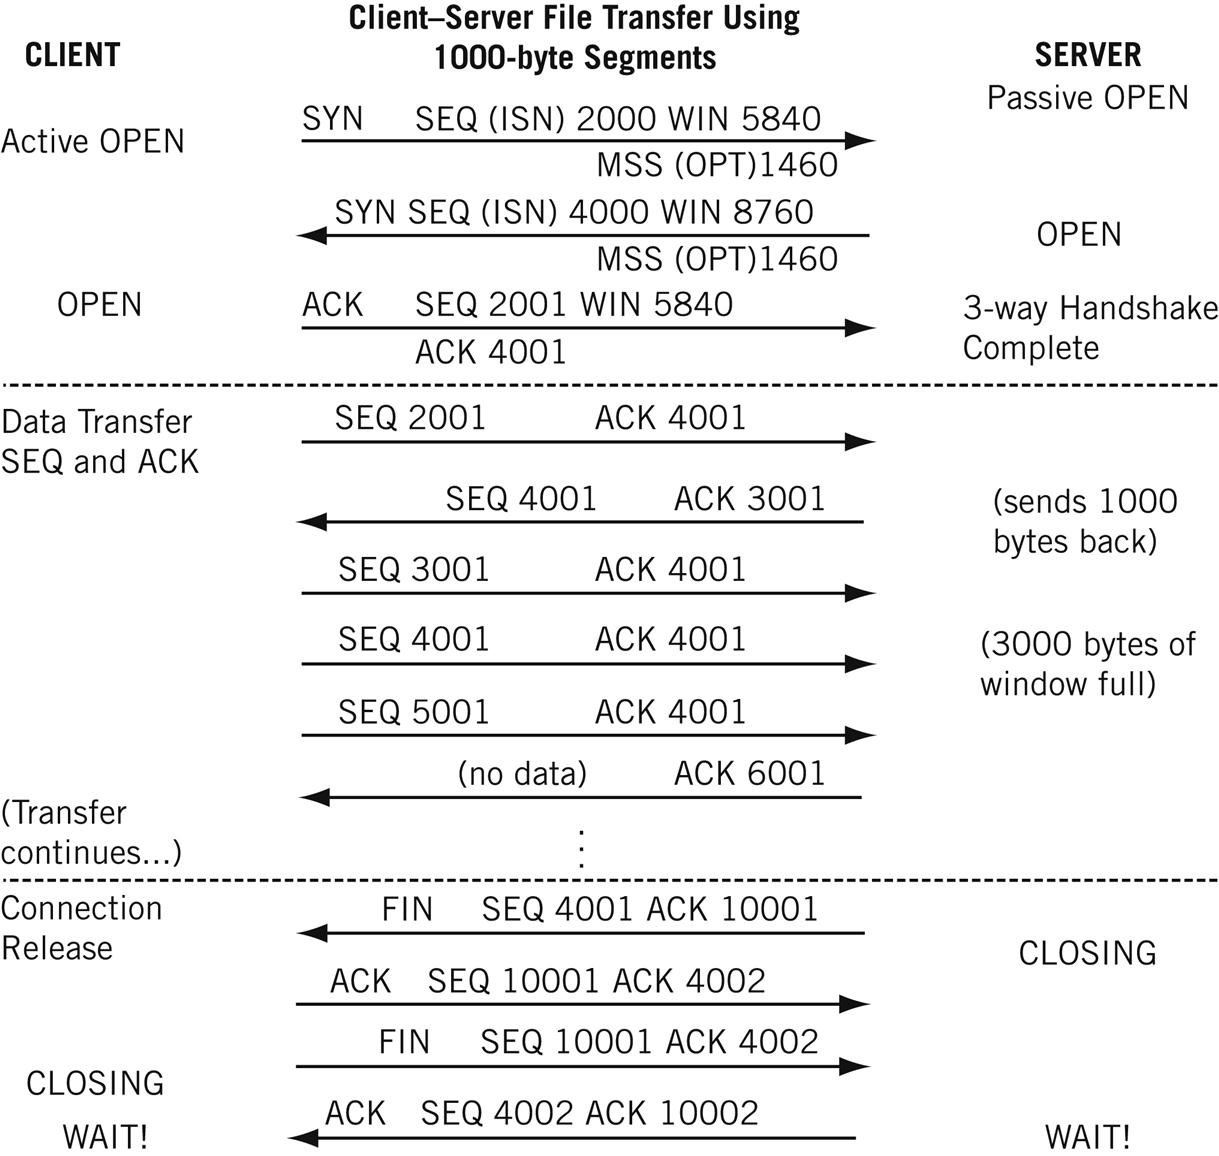 Client–Server File Transfer Using
1000-byte Segments
CLIENT
SERVER
Passive OPEN
Active OPEN
SYN SEQ (ISN) 2000 WIN 5840
MSS (OPT)1460
SYN SEQ (ISN) 4000 WIN 8760
MSS (OPT)1460
OPEN
OPEN
ACK SEQ 2001 WIN 5840
ACK 4001
3-way Handshake
Complete
Data Transfer
SEQ and ACK
SEQ 2001 ACK 4001
SEQ 4001 ACK 3001
(sends 1000
bytes back)
SEQ 3001 ACK 4001
SEQ 4001 ACK 4001
(3000 bytes of
window full)
SEQ 5001 ACK 4001
(no data) ACK 6001
(Transfer
continues...)
Connection
Release
FIN SEQ 4001 ACK 10001
CLOSING
ACK SEQ 10001 ACK 4002
FIN SEQ 10001 ACK 4002
CLOSING
ACK SEQ 4002 ACK 10002
WAIT!
WAIT!